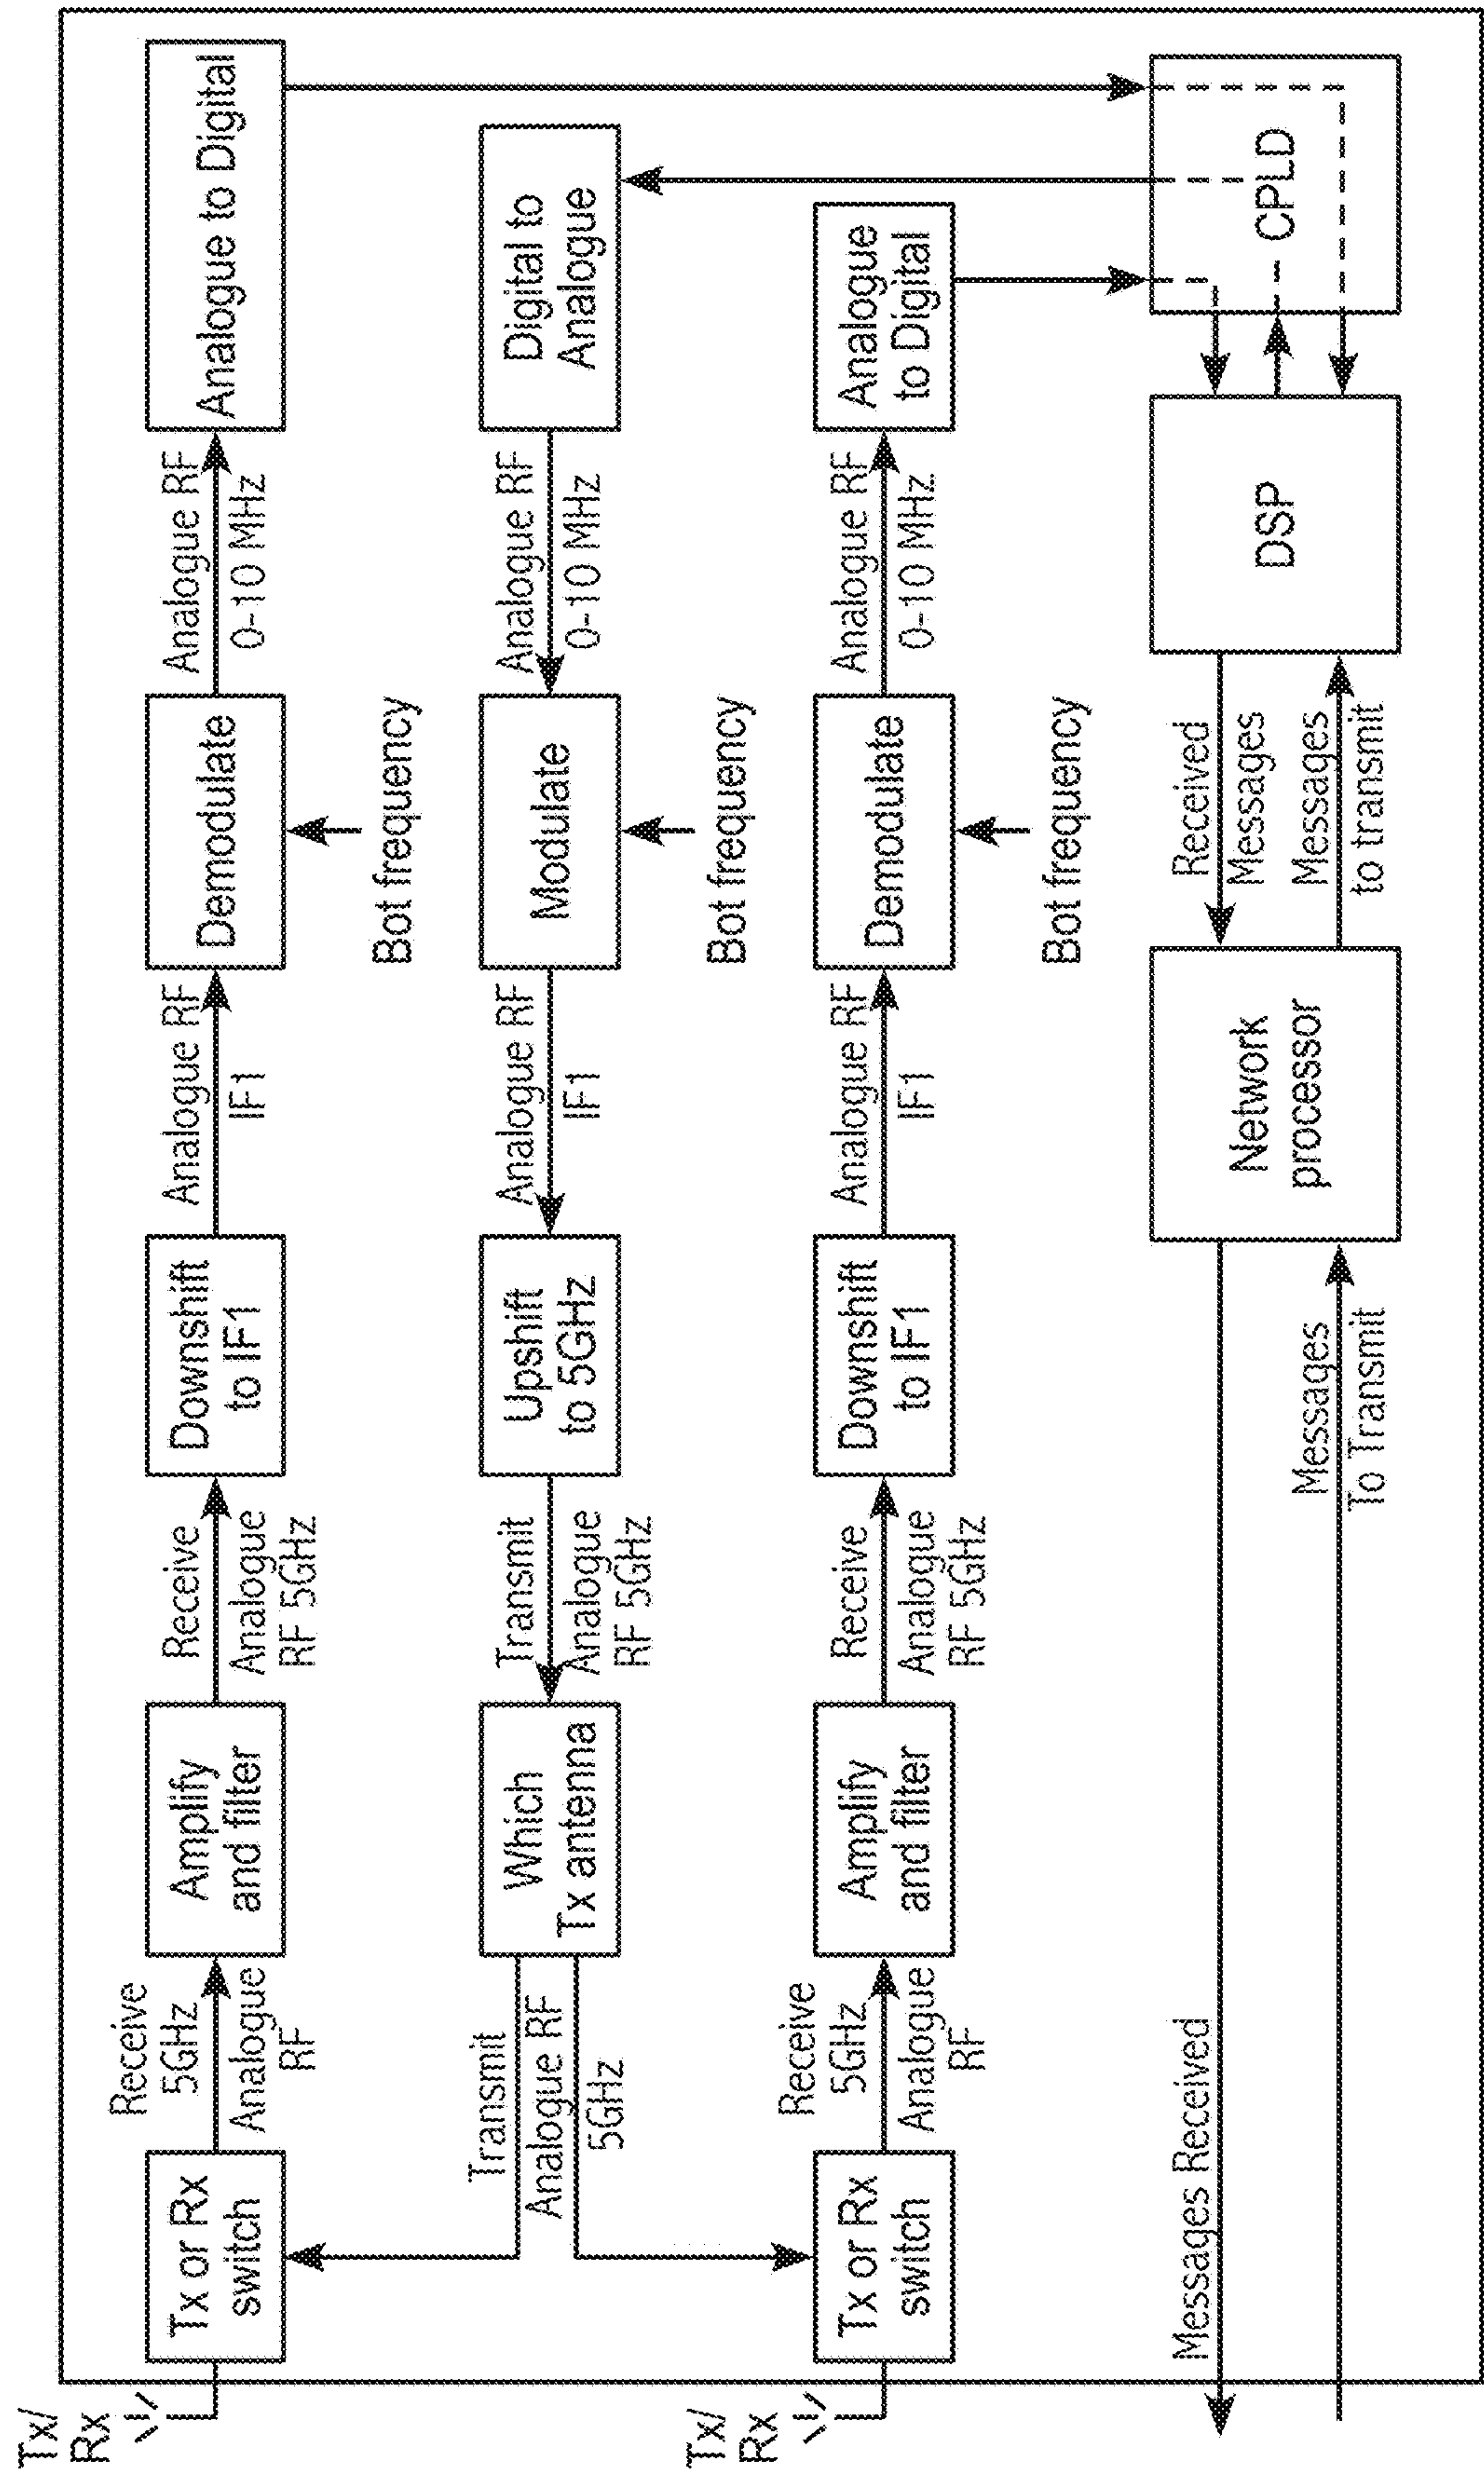 Tx/
Rx
Tx or Rx
switch
Receive
5GHz
Analogue
RF
Amplify
and filter
Receive
Analogue
RF 5GHz
Downshift
to IF1
Analogue RF
IF1
Demodulate
Bot frequency
Analogue RF
0-10 MHz
Analogue to Digital
Transmit
Analogue RF
5GHz
Which
Tx antenna
Transmit
Analogue
RF 5GHz
Upshift
to 5GHz
Analogue RF
IF1
Modulate
Bot frequency
Analogue RF
0-10 MHz
Digital to
Analogue
Tx/
Rx
Tx or Rx
switch
Receive
5GHz
Analogue
RF
Amplify
and filter
Receive
Analogue
RF 5GHz
Downshift
to IF1
Analogue RF
IF1
Demodulate
Bot frequency
Analogue RF
0-10 MHz
Analogue
to Digital
Messages Received
Messages
To Transmit
Network
processor
Received
Messages
Messages
to transmit
DSP
CPLD